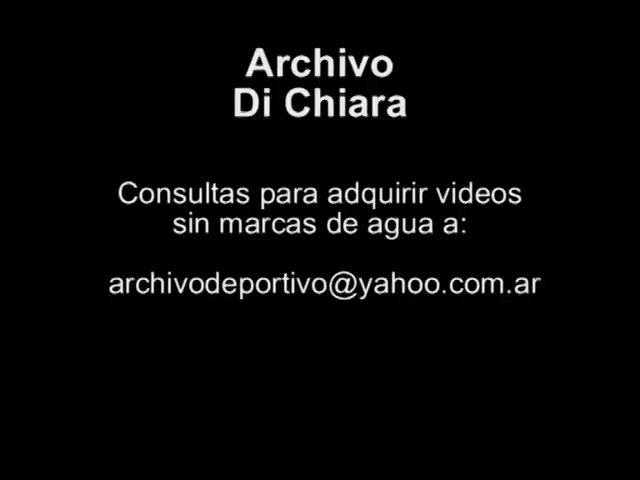 Archivo
Di Chiara
Consultas para adquirir videos
sin marcas de agua a:
archivodeportivo@yahoo.com.ar